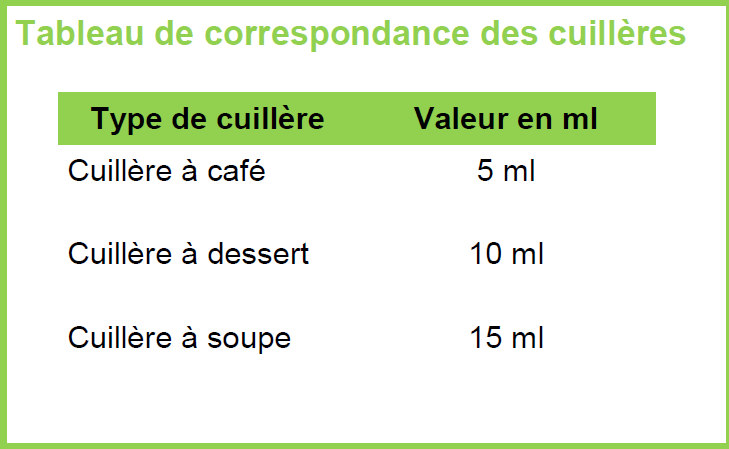 Tableau de correspondance des cuillères
Type de cuillère Valeur en ml
Cuillère à café 5 ml
Cuillère à dessert 10 ml
Cuillère à soupe 15 ml